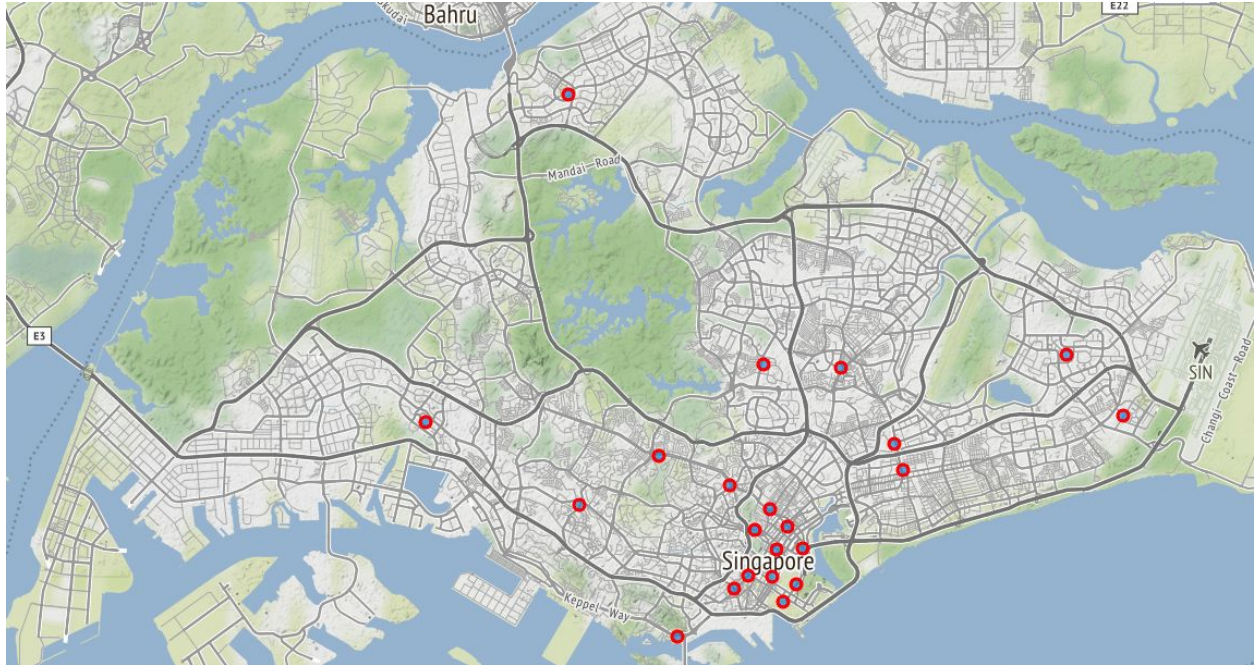 Bahru
E22
Mandai—Road
SIN
Changi-Coast—Road
E3
Singapore
Keppel—Way